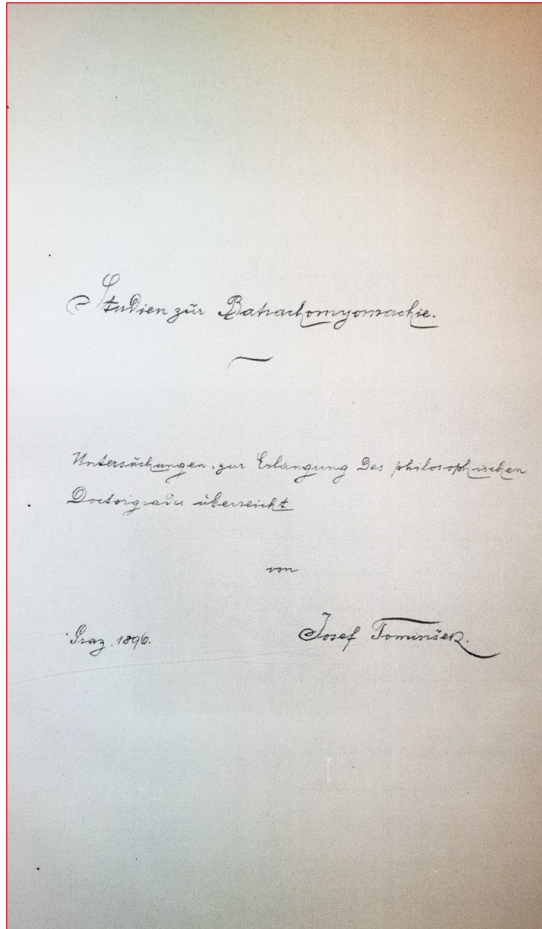 Studien zur Batrachomyomachie.
Untersuchungen, zur Erlangung des philosophischen
Doctorgrades überreicht
von
Graz, 1896. Josef Tominšek.